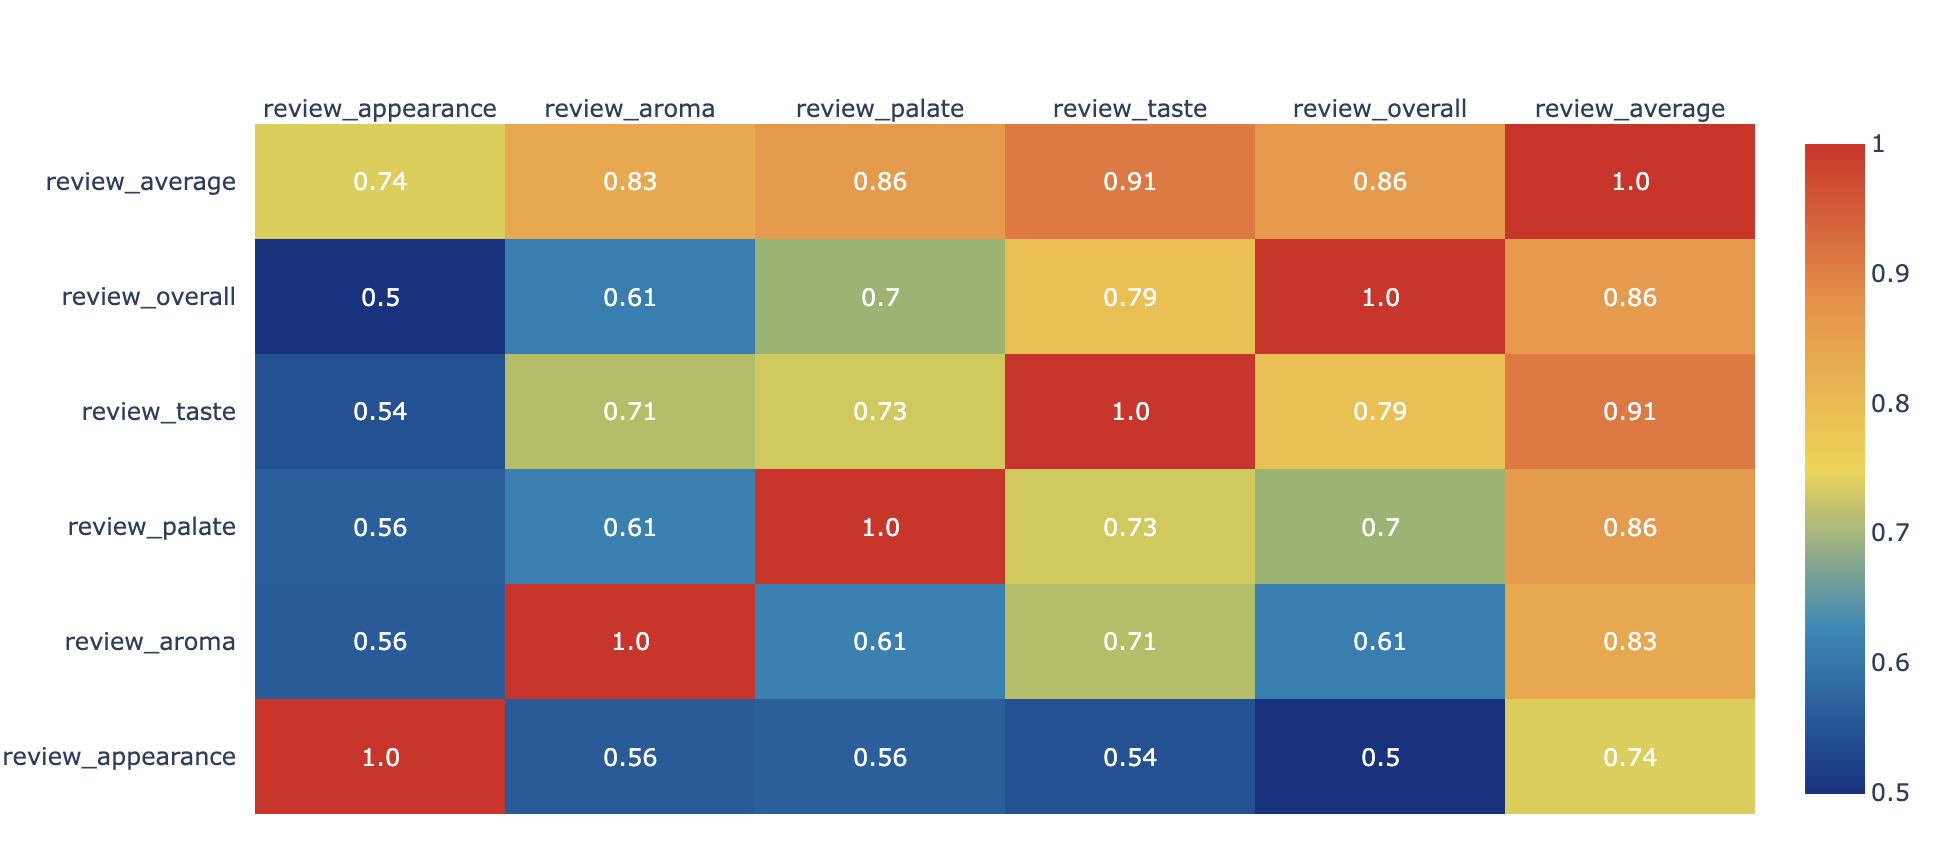 review_appearance review_aroma review_palate review_taste review_overall review_average
1
review_average 0.74 0.83 0.86 0.91 0.86 1.0
0.9
review_overall 0.5 0.61 0.7 0.79 1.0 0.86
0.8
review_taste 0.54 0.71 0.73 1.0 0.79 0.91
review_palate 0.56 0.61 1.0 0.73 0.7 0.86
0.7
review_aroma 0.56 1.0 0.61 0.71 0.61 0.83
0.6
review_appearance 1.0 0.56 0.56 0.54 0.5 0.74
0.5